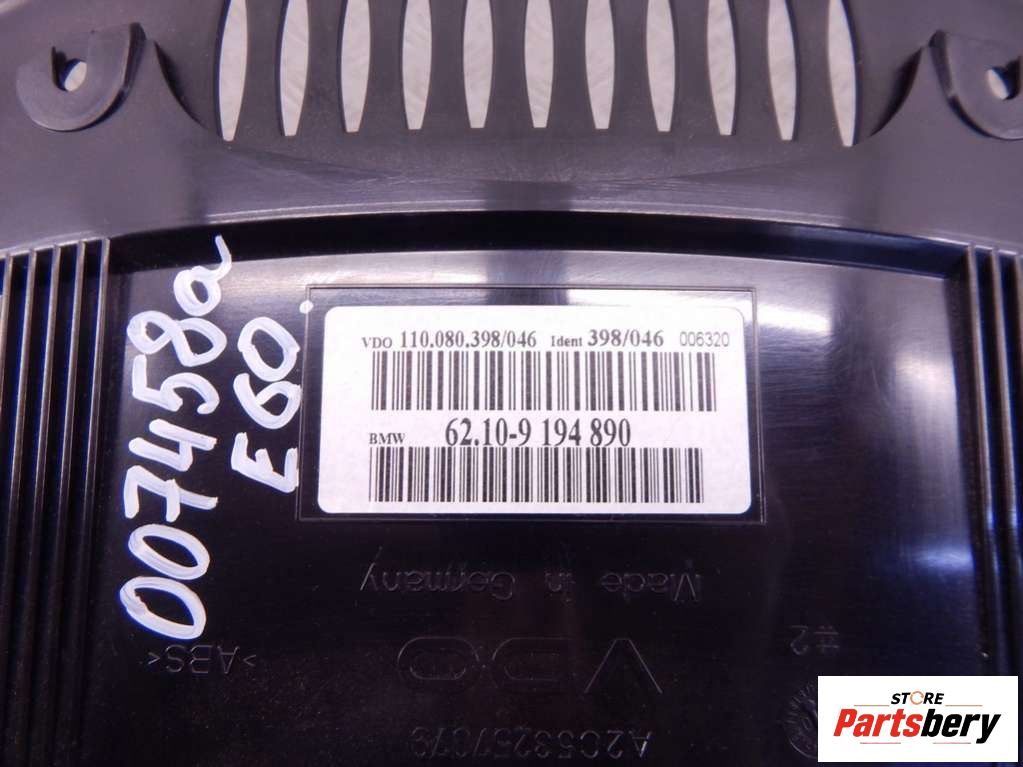 007458a
E60
VDO 110.080.398/046 Ident 398/046 006320
BMW 62.10-9 194 890
Made in Germany
>ABS<
VDO
#2
STORE
Partsbery